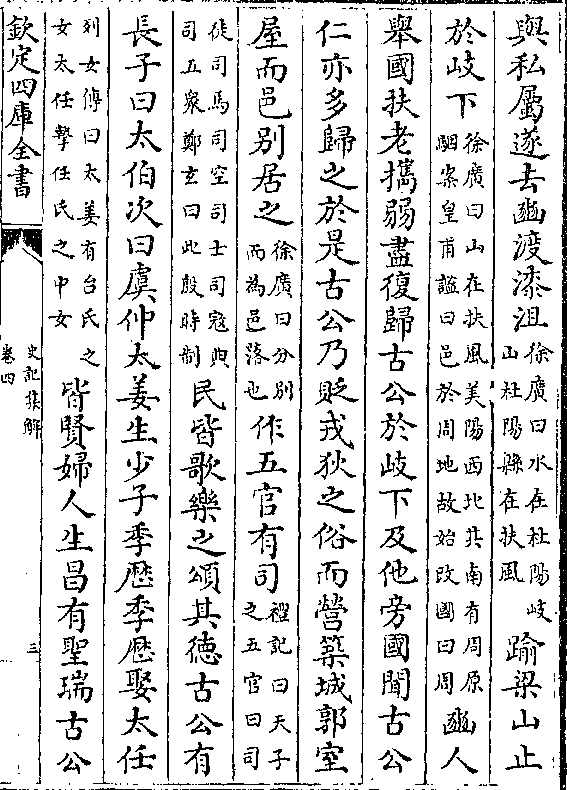 與私屬遂去豳渡漆沮徐廣曰水在杜陽岐山杜陽縣在扶風踰梁山止
於岐下徐廣曰山在扶風美陽西北其南有周原駰案皇甫謐曰邑於周地故始改國曰周豳人
舉國扶老攜弱盡復歸古公於岐下及他旁國聞古公
仁亦多歸之於是古公乃貶戎狄之俗而營築城郭室
屋而邑别居之徐廣曰分别而為邑落也作五官有司禮記曰天子之五官曰司
徒司馬司空司士司寇典司五衆鄭玄曰此殷時制民皆歌樂之頌其德古公有
長子曰太伯次曰虞仲太姜生少子季歴季歴娶太任
列女傳曰太姜有台氏之女太任摯任氏之中女皆賢婦人生昌有聖瑞古公
欽定四庫全書
史記集解
卷四
三